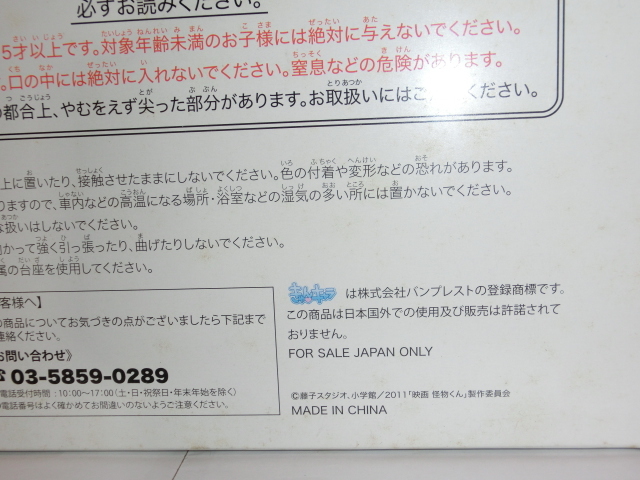 必ずお読みください。
5才以上です。対象年齢未満のお子様には絶対に与えないでください。
口の中には絶対に入れないでください。窒息などの危険があります。
都合上、やむをえず尖った部分があります。お取扱いにはご ください。
上に置いたり、接触させたままにしないでください。色の付着や変形などの恐れがあります。
りますので、車内などの高温になる場所・浴室などの湿気の多い所には置かないでください。
な扱いはしないでください。
向かって強く引っ張ったり、曲げたりしないでください。
属の台座を使用してください。
客様へ】
の商品についてお気づきの点がございましたら下記まで
連絡ください。
お問い合わせ》
☎ 03-5859-0289
電話受付時間:10:00〜17:00(土・日・祝祭日・年末年始を除く)
電話番号はよく確かめてお間違いのないようご注意ください。
は株式会社バンプレストの登録商標です。
この商品は日本国外での使用及び販売は許諾されて
おりません。
FOR SALE JAPAN ONLY
©藤子スタジオ、小学館/2011「映画 怪物くん」製作委員会
MADE IN CHINA